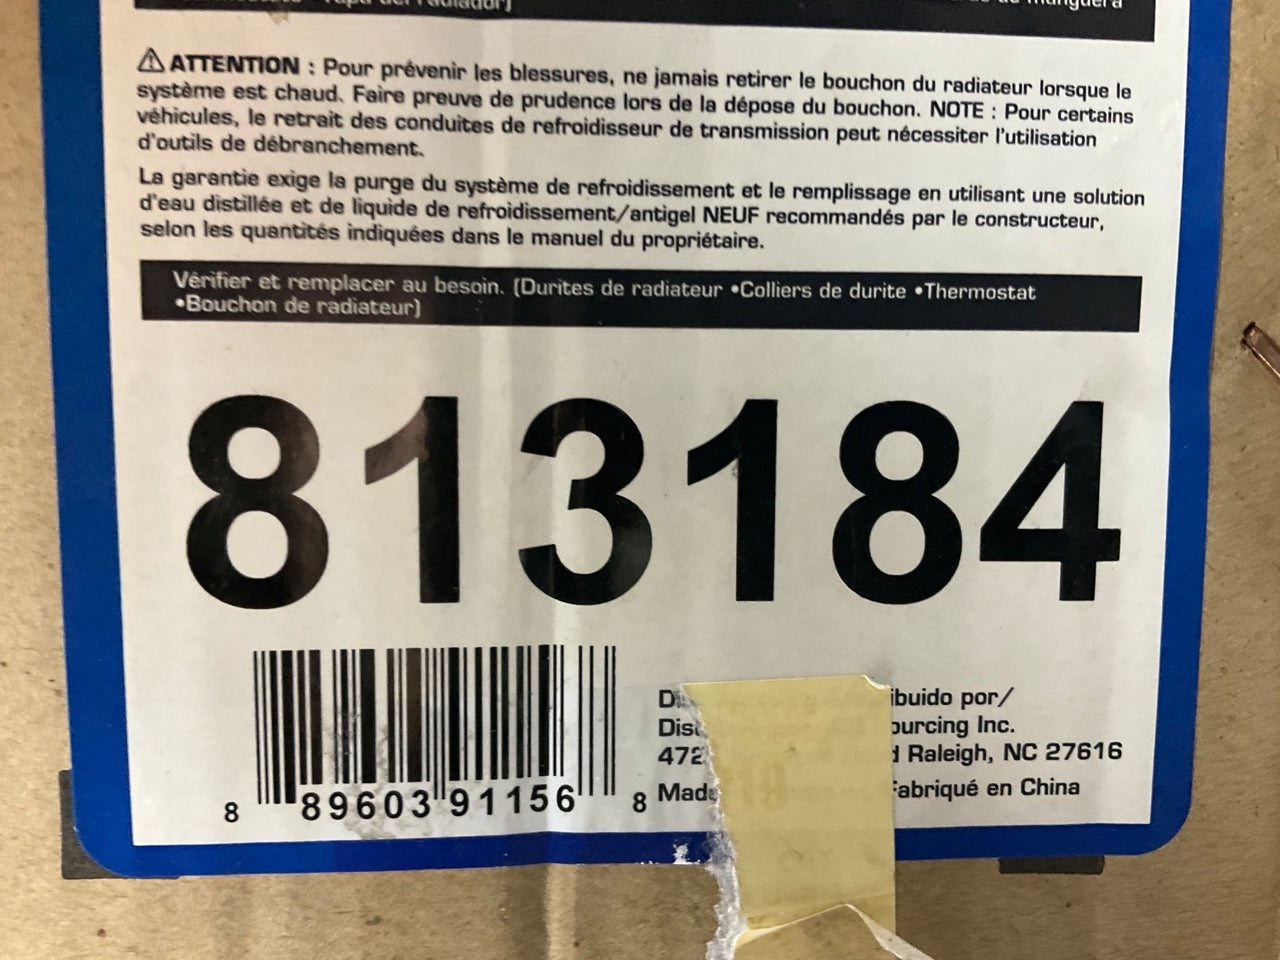 radiador)
manguera
⚠ ATTENTION : Pour prévenir les blessures, ne jamais retirer le bouchon du radiateur lorsque le
système est chaud. Faire preuve de prudence lors de la dépose du bouchon. NOTE : Pour certains
véhicules, le retrait des conduites de refroidisseur de transmission peut nécessiter l'utilisation
d'outils de débranchement.
La garantie exige la purge du système de refroidissement et le remplissage en utilisant une solution
d'eau distillée et de liquide de refroidissement/antigel NEUF recommandés par le constructeur,
selon les quantités indiquées dans le manuel du propriétaire.
Vérifier et remplacer au besoin. (Durites de radiateur •Colliers de durite •Thermostat
•Bouchon de radiateur)
813184
8 89603 91156 8
ibuido por/
ourcing Inc.
472 Raleigh, NC 27616
Made Fabriqué en China